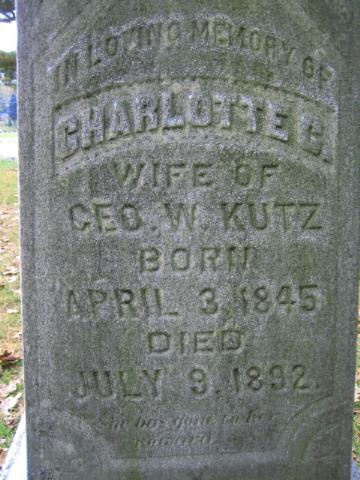 IN LOVING MEMORY OF
CHARLOTTE C.
WIFE OF
GEO. W. KUTZ
BORN
APRIL 3, 1845
DIED
JULY 9, 1892.
She has gone to her
reward.